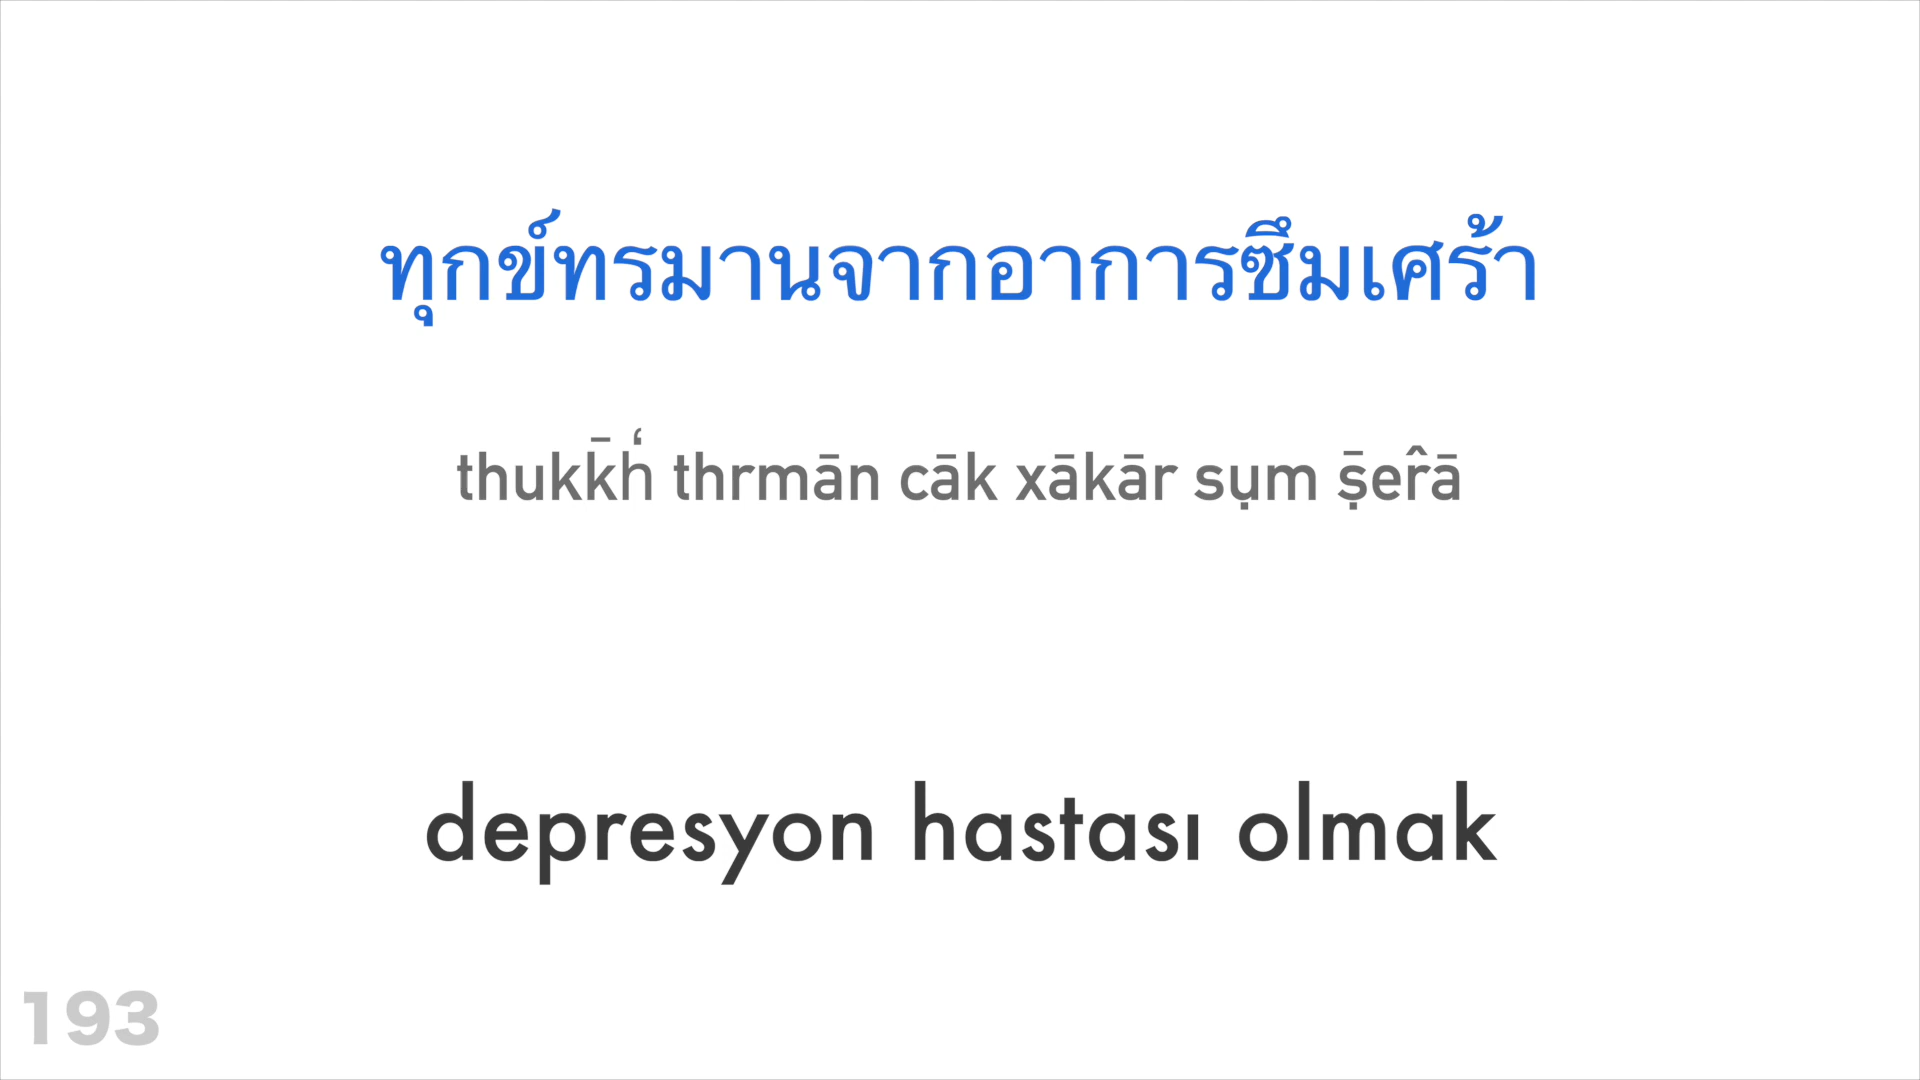 ทุกข์ทรมานจากอาการซึมเศร้า
thukk̄h̒ thrmān cāk xākār sụm ṣ̄er̂ā
depresyon hastası olmak
193